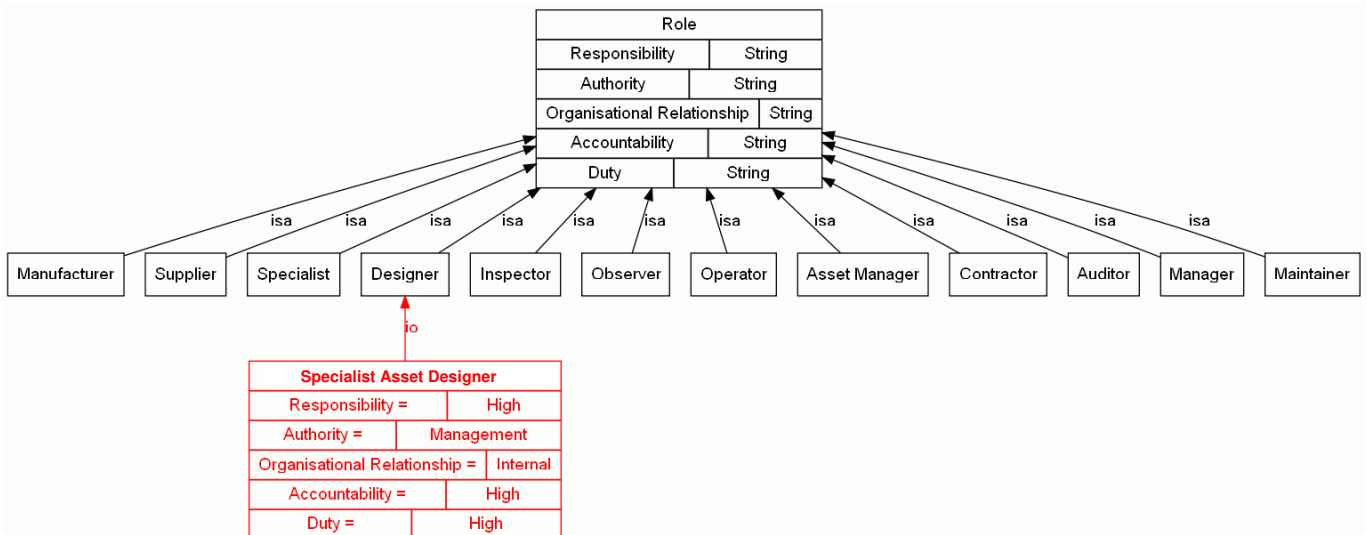 Role
Responsibility String
Authority String
Organisational Relationship String
Accountability String
Duty String
isa isa isa isa isa isa isa isa isa isa isa isa
Manufacturer Supplier Specialist Designer Inspector Observer Operator Asset Manager Contractor Auditor Manager Maintainer
io
Specialist Asset Designer
Responsibility = High
Authority = Management
Organisational Relationship = Internal
Accountability = High
Duty = High